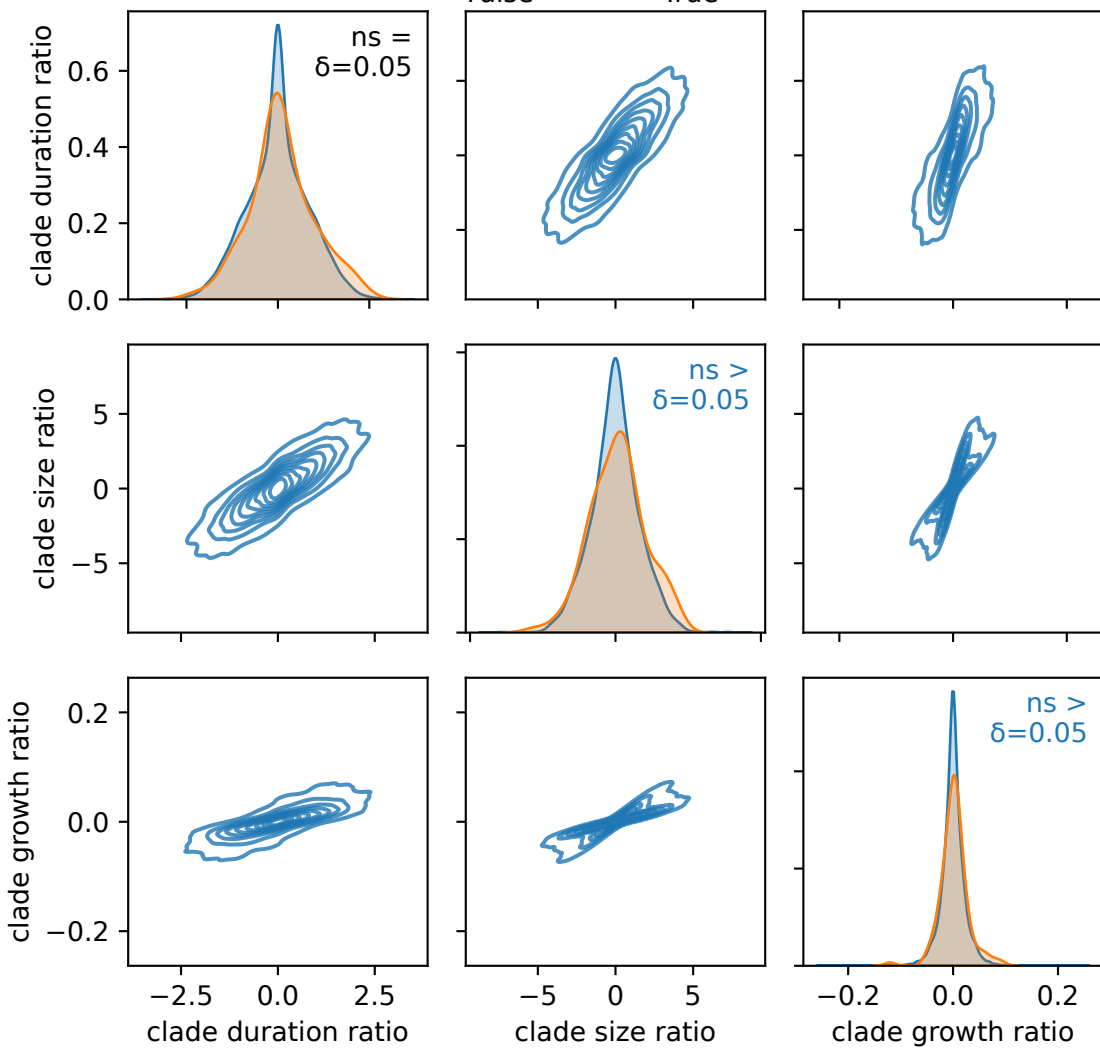 clade duration ratio
0.6
0.4
0.2
0.0
ns =
δ=0.05
clade size ratio
5
0
−5
ns >
δ=0.05
clade growth ratio
0.2
0.0
−0.2
ns >
δ=0.05
−2.5 0.0 2.5
−5 0 5
−0.2 0.0 0.2
clade duration ratio
clade size ratio
clade growth ratio